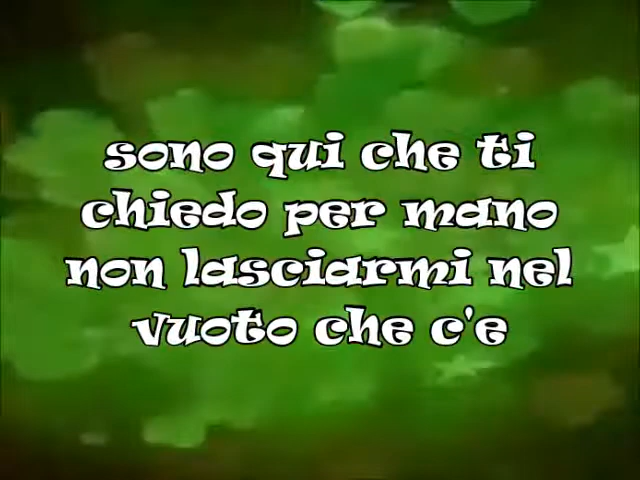 sono qui che ti
chiedo per mano
non lasciarmi nel
vuoto che c'e